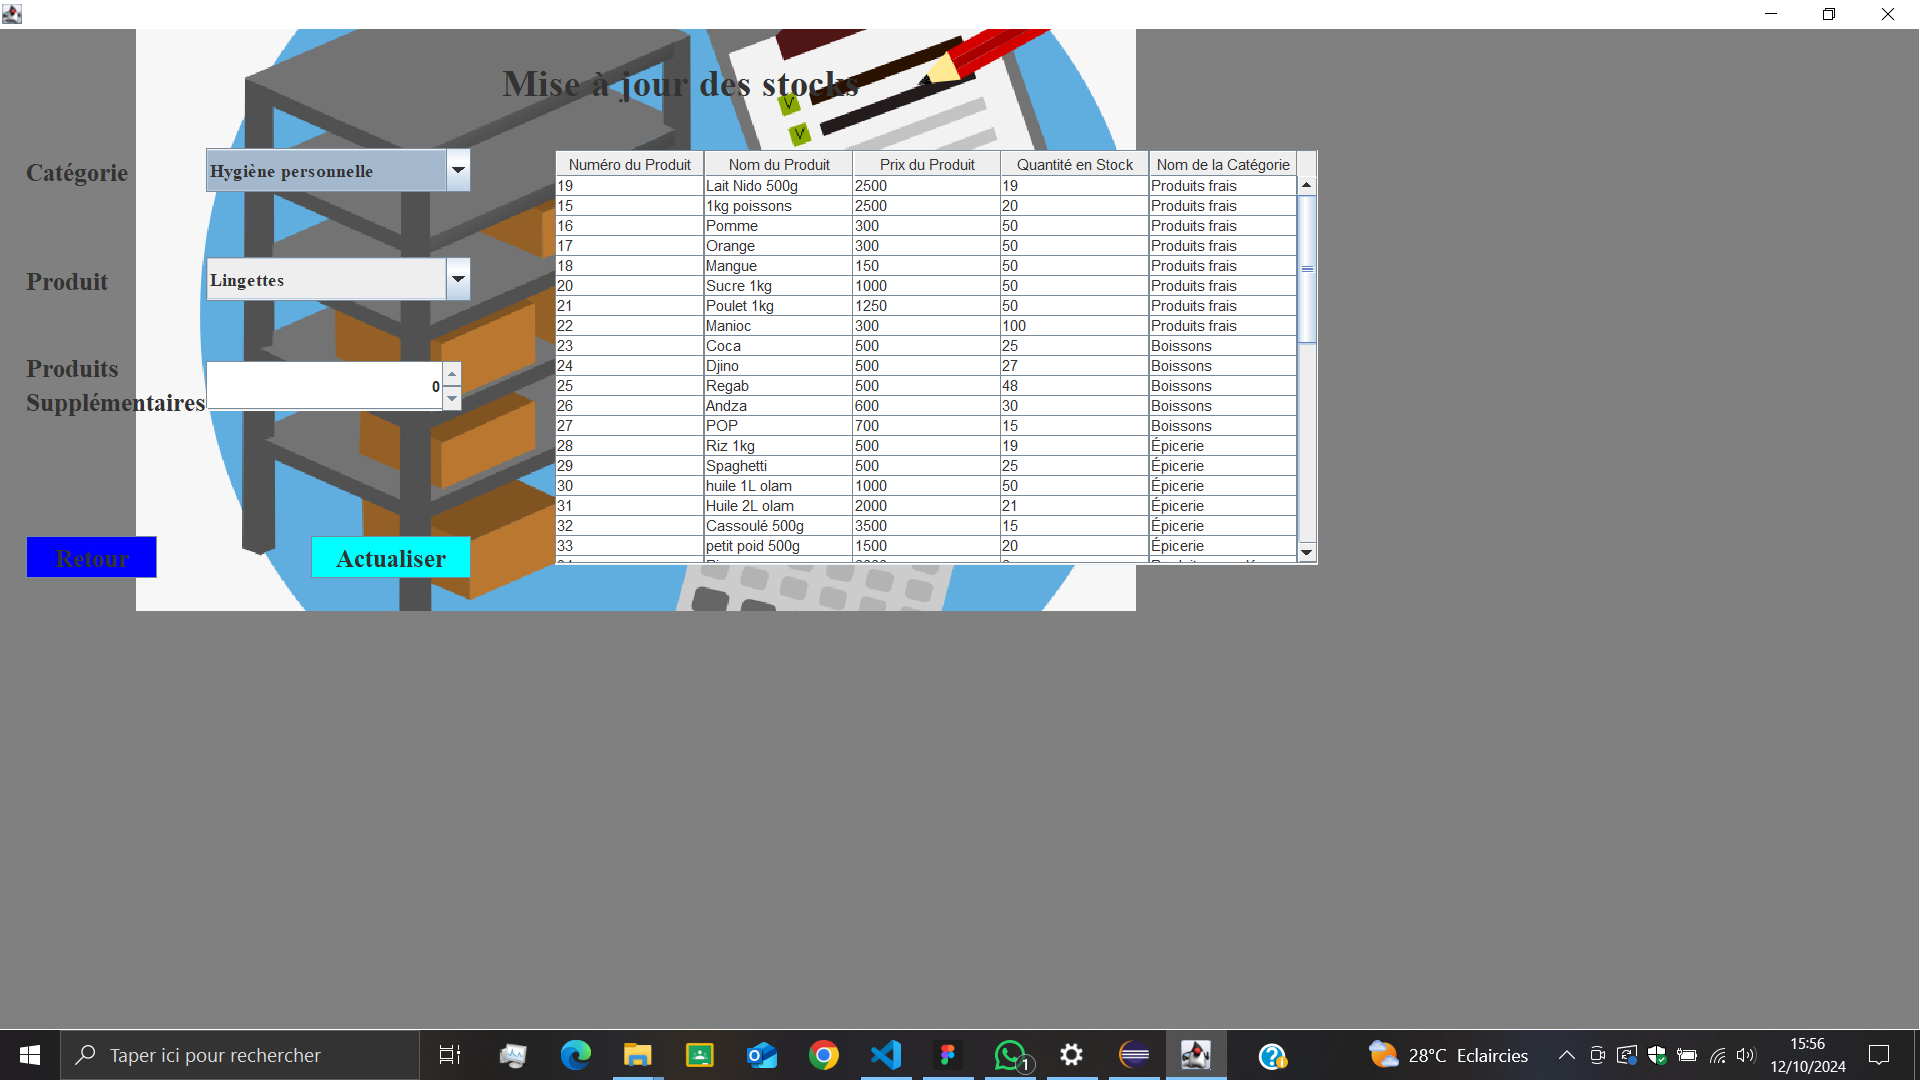 Mise à jour des stocks
Catégorie
Hygiène personnelle
Produit
Lingettes
Produits
Supplémentaires
0
Retour
Actualiser
Numéro du Produit Nom du Produit Prix du Produit Quantité en Stock Nom de la Catégorie
19 Lait Nido 500g 2500 19 Produits frais
15 1kg poissons 2500 20 Produits frais
16 Pomme 300 50 Produits frais
17 Orange 300 50 Produits frais
18 Mangue 150 50 Produits frais
20 Sucre 1kg 1000 50 Produits frais
21 Poulet 1kg 1250 50 Produits frais
22 Manioc 300 100 Produits frais
23 Coca 500 25 Boissons
24 Djino 500 27 Boissons
25 Regab 500 48 Boissons
26 Andza 600 30 Boissons
27 POP 700 15 Boissons
28 Riz 1kg 500 19 Épicerie
29 Spaghetti 500 25 Épicerie
30 huile 1L olam 1000 50 Épicerie
31 Huile 2L olam 2000 21 Épicerie
32 Cassoulé 500g 3500 15 Épicerie
33 petit poid 500g 1500 20 Épicerie
Taper ici pour rechercher
1
28°C Eclaircies
15:56
12/10/2024